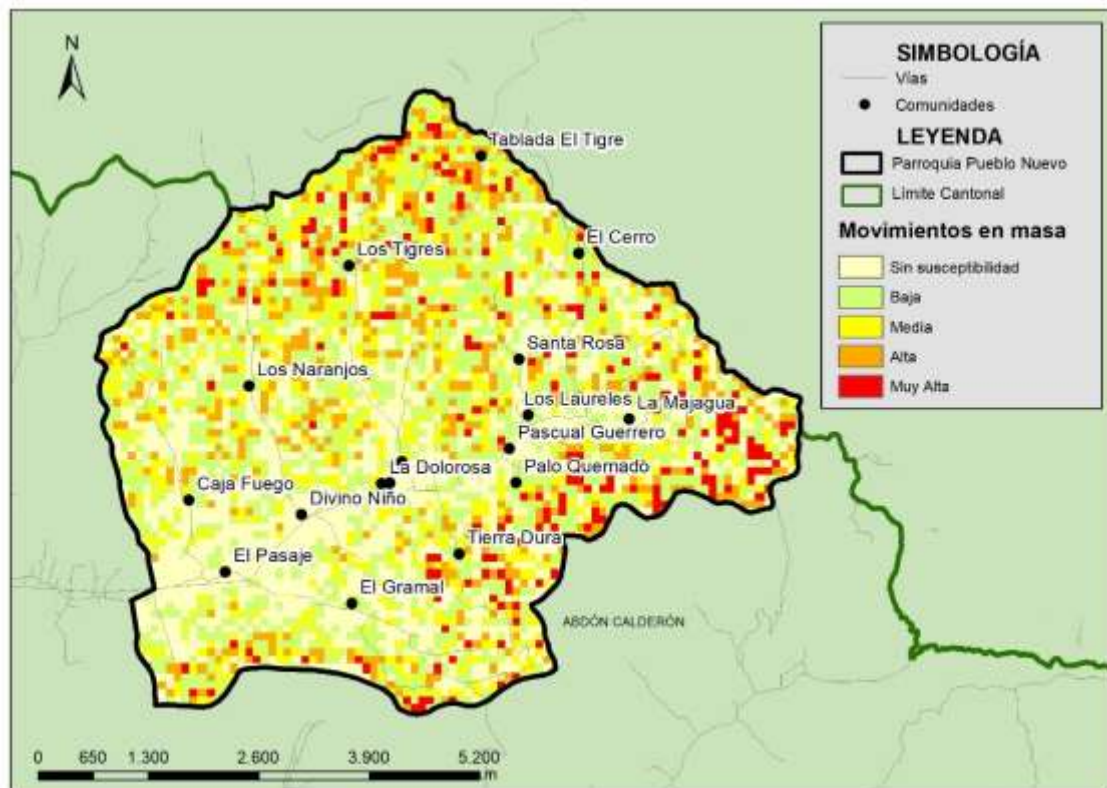 N
SIMBOLOGÍA
Vías
Comunidades
LEYENDA
Parroquia Pueblo Nuevo
Límite Cantonal
Movimientos en masa
Sin susceptibilidad
Baja
Media
Alta
Muy Alta
Tablada El Tigre
El Cerro
Los Tigres
Santa Rosa
Los Naranjos
Los Laureles
La Majagua
Pascual Guerrero
La Dolorosa
Palo Quemado
Caja Fuego
Divino Niño
Tierra Dura
El Pasaje
El Gramal
ABDÓN CALDERÓN
0 650 1.300 2.600 3.900 5.200
m